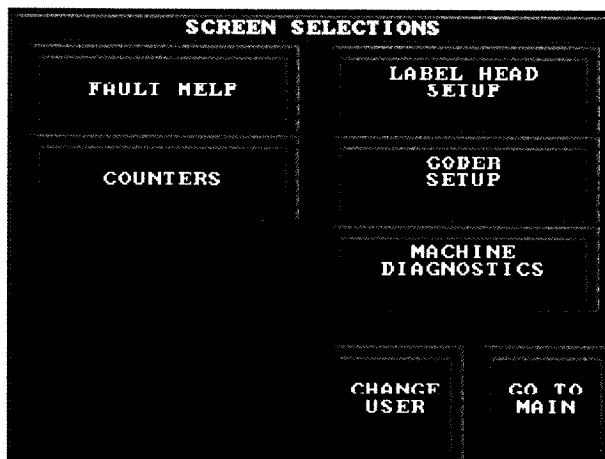 SCREEN SELECTIONS
FAULT HELP
LABEL HEAD
SETUP
COUNTERS
CODER
SETUP
MACHINE
DIAGNOSTICS
CHANGE
USER
GO TO
MAIN